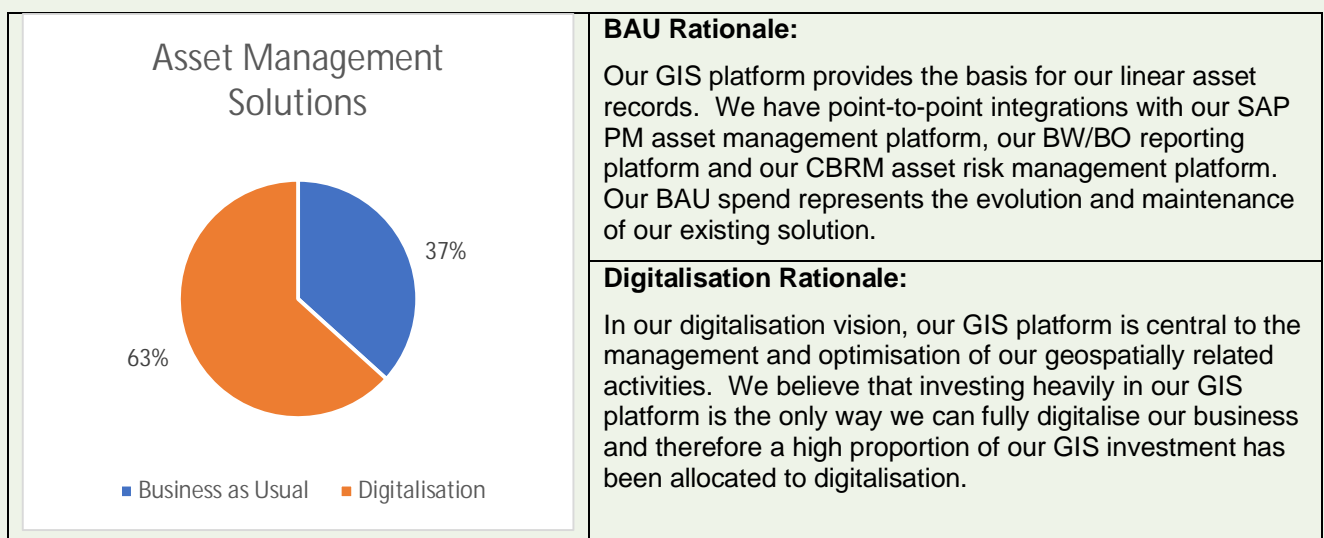 Asset Management
Solutions
37%
63%
Business as Usual
Digitalisation
BAU Rationale:
Our GIS platform provides the basis for our linear asset
records.  We have point-to-point integrations with our SAP
PM asset management platform, our BW/BO reporting
platform and our CBRM asset risk management platform.
Our BAU spend represents the evolution and maintenance
of our existing solution.
Digitalisation Rationale:
In our digitalisation vision, our GIS platform is central to the
management and optimisation of our geospatially related
activities.  We believe that investing heavily in our GIS
platform is the only way we can fully digitalise our business
and therefore a high proportion of our GIS investment has
been allocated to digitalisation.